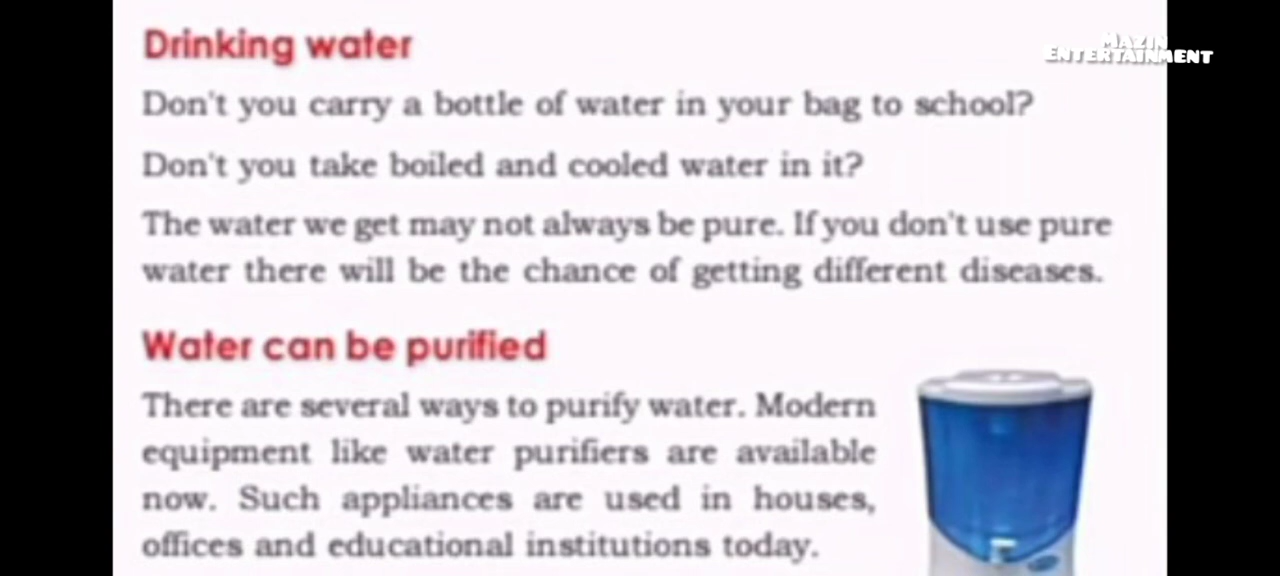 Drinking water
MAZIN
ENTERTAINMENT
Don't you carry a bottle of water in your bag to school?
Don't you take boiled and cooled water in it?
The water we get may not always be pure. If you don't use pure
water there will be the chance of getting different diseases.
Water can be purified
There are several ways to purify water. Modern
equipment like water purifiers are available
now. Such appliances are used in houses,
offices and educational institutions today.